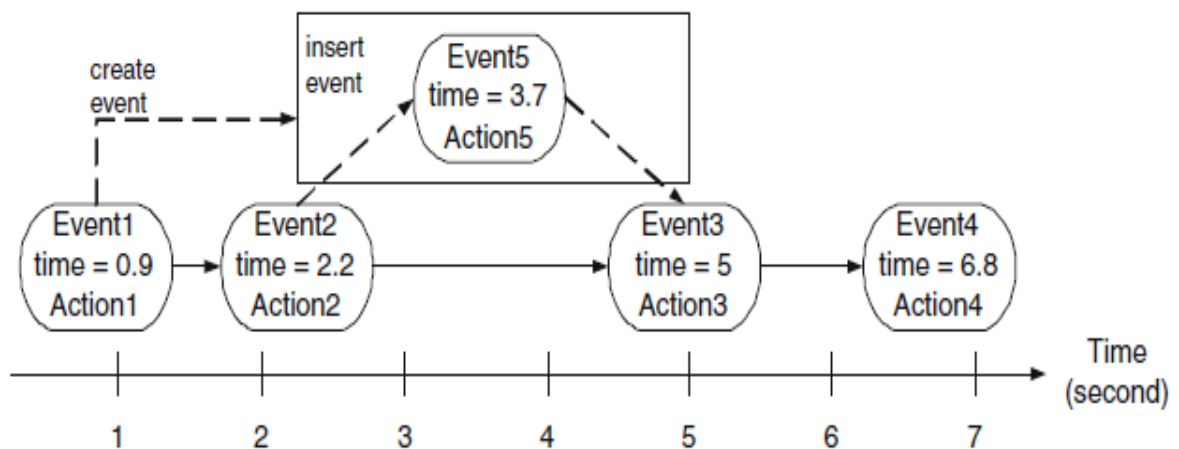 create
event
insert
event
Event5
time = 3.7
Action5
Event1
time = 0.9
Action1
Event2
time = 2.2
Action2
Event3
time = 5
Action3
Event4
time = 6.8
Action4
Time
(second)
1 2 3 4 5 6 7